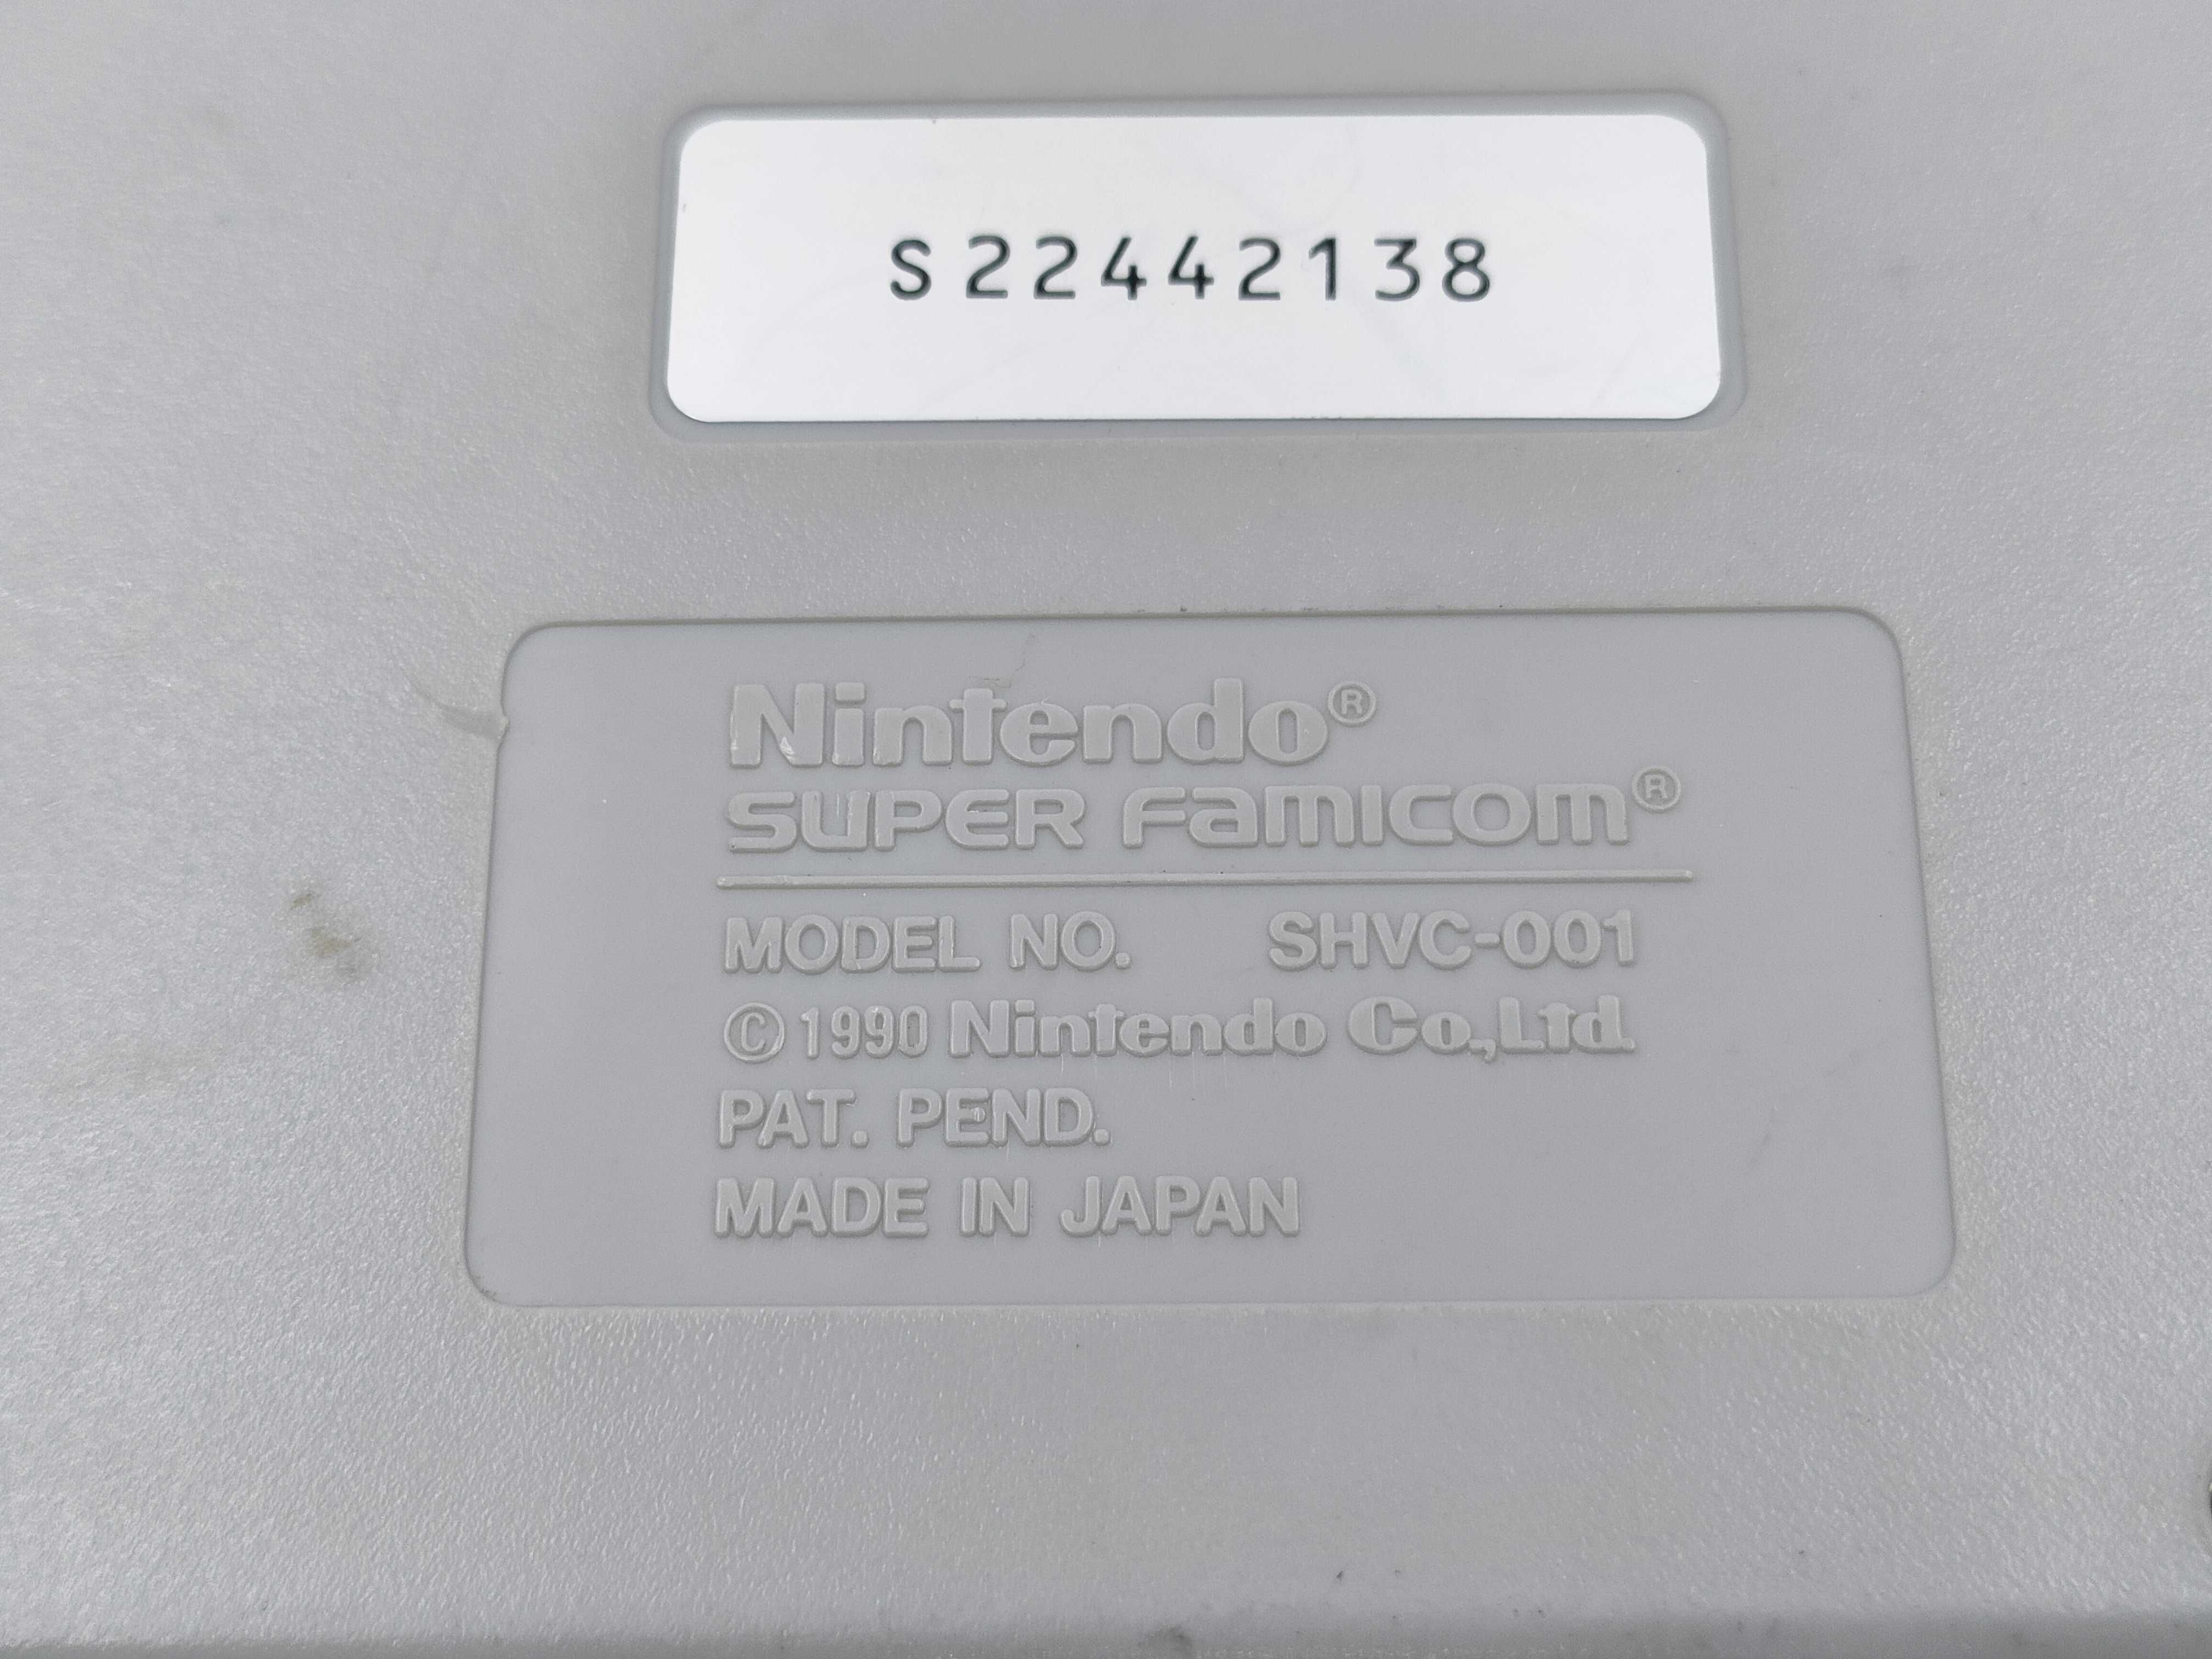 S22442138
Nintendo®
SUPER FAMICOM®
MODEL NO. SHVC-001
©1990 Nintendo Co.,Ltd.
PAT. PEND.
MADE IN JAPAN